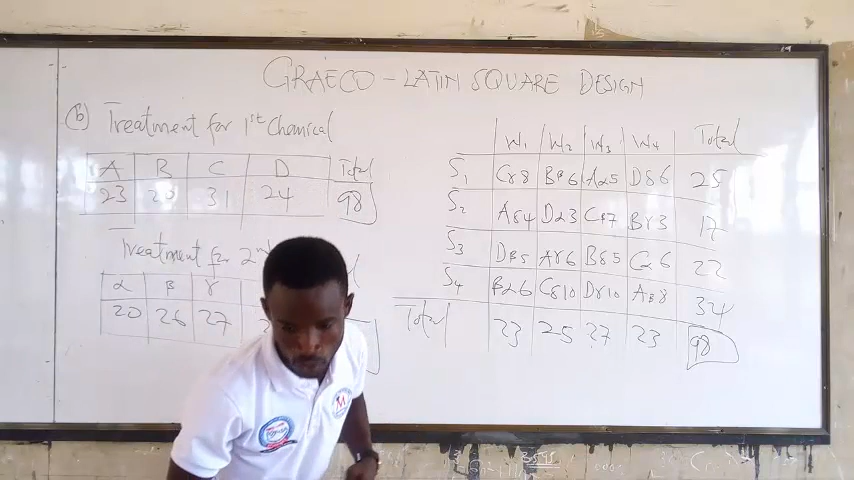 GRAECO-LATIN SQUARE DESIGN
(b) Treatment for 1st Chemical
A B C D Total
23 20 31 24 98
Treatment for 2nd
α β γ
20 26 27
W1 W2 W3 W4 Total
S1 Cγ8 Bβ6 Aα5 Dδ6 25
S2 Aδ4 Dα3 Cβ7 Bγ3 17
S3 Dβ5 Aγ6 Bδ5 Cα6 22
S4 Bα6 Cδ10 Dγ10 Aβ8 34
Total 23 25 27 23 98